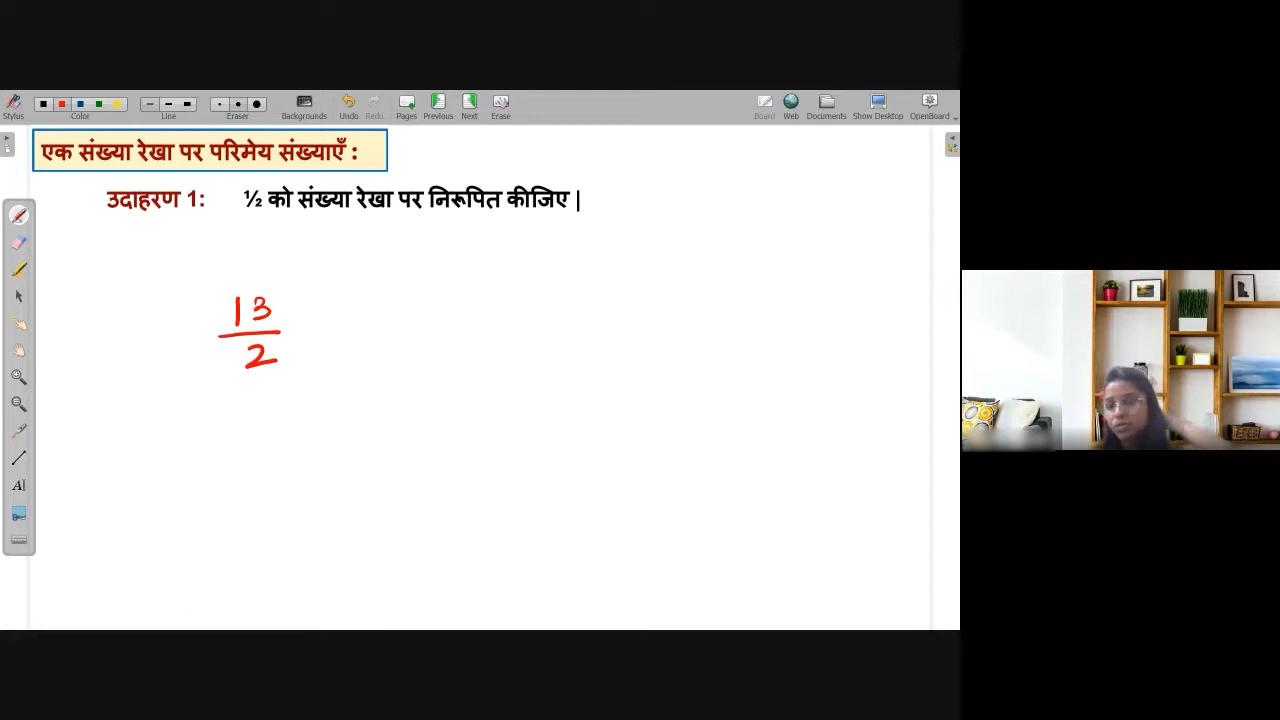 Stylus
Color
Line
Eraser
Backgrounds
Undo
Redo
Pages
Previous
Next
Erase
Board
Web
Documents
Show Desktop
OpenBoard
एक संख्या रेखा पर परिमेय संख्याएँ :
उदाहरण 1: ½ को संख्या रेखा पर निरूपित कीजिए |
13
2
AI